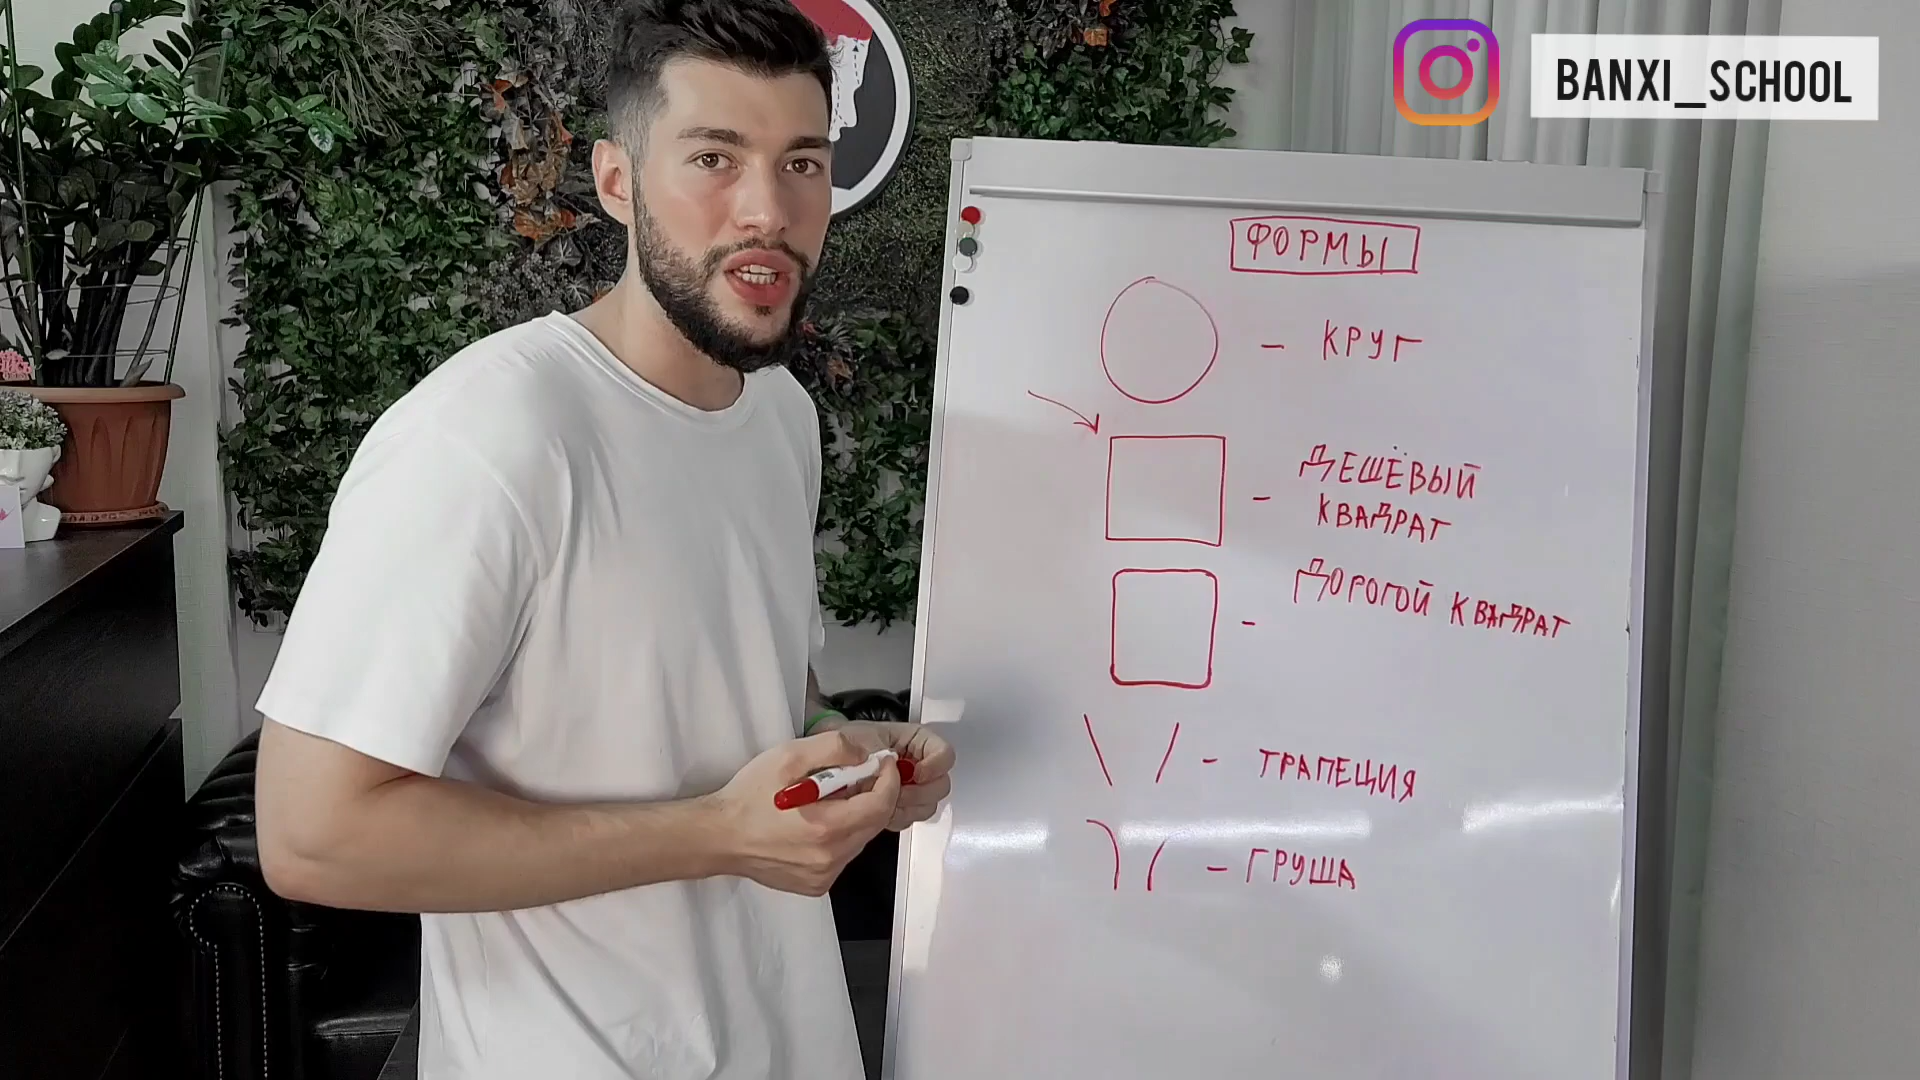 BANXI_SCHOOL
ФОРМЫ
– КРУГ
– ДЕШЁВЫЙ
КВАДРАТ
– ДОРОГОЙ КВАДРАТ
– ТРАПЕЦИЯ
– ГРУША